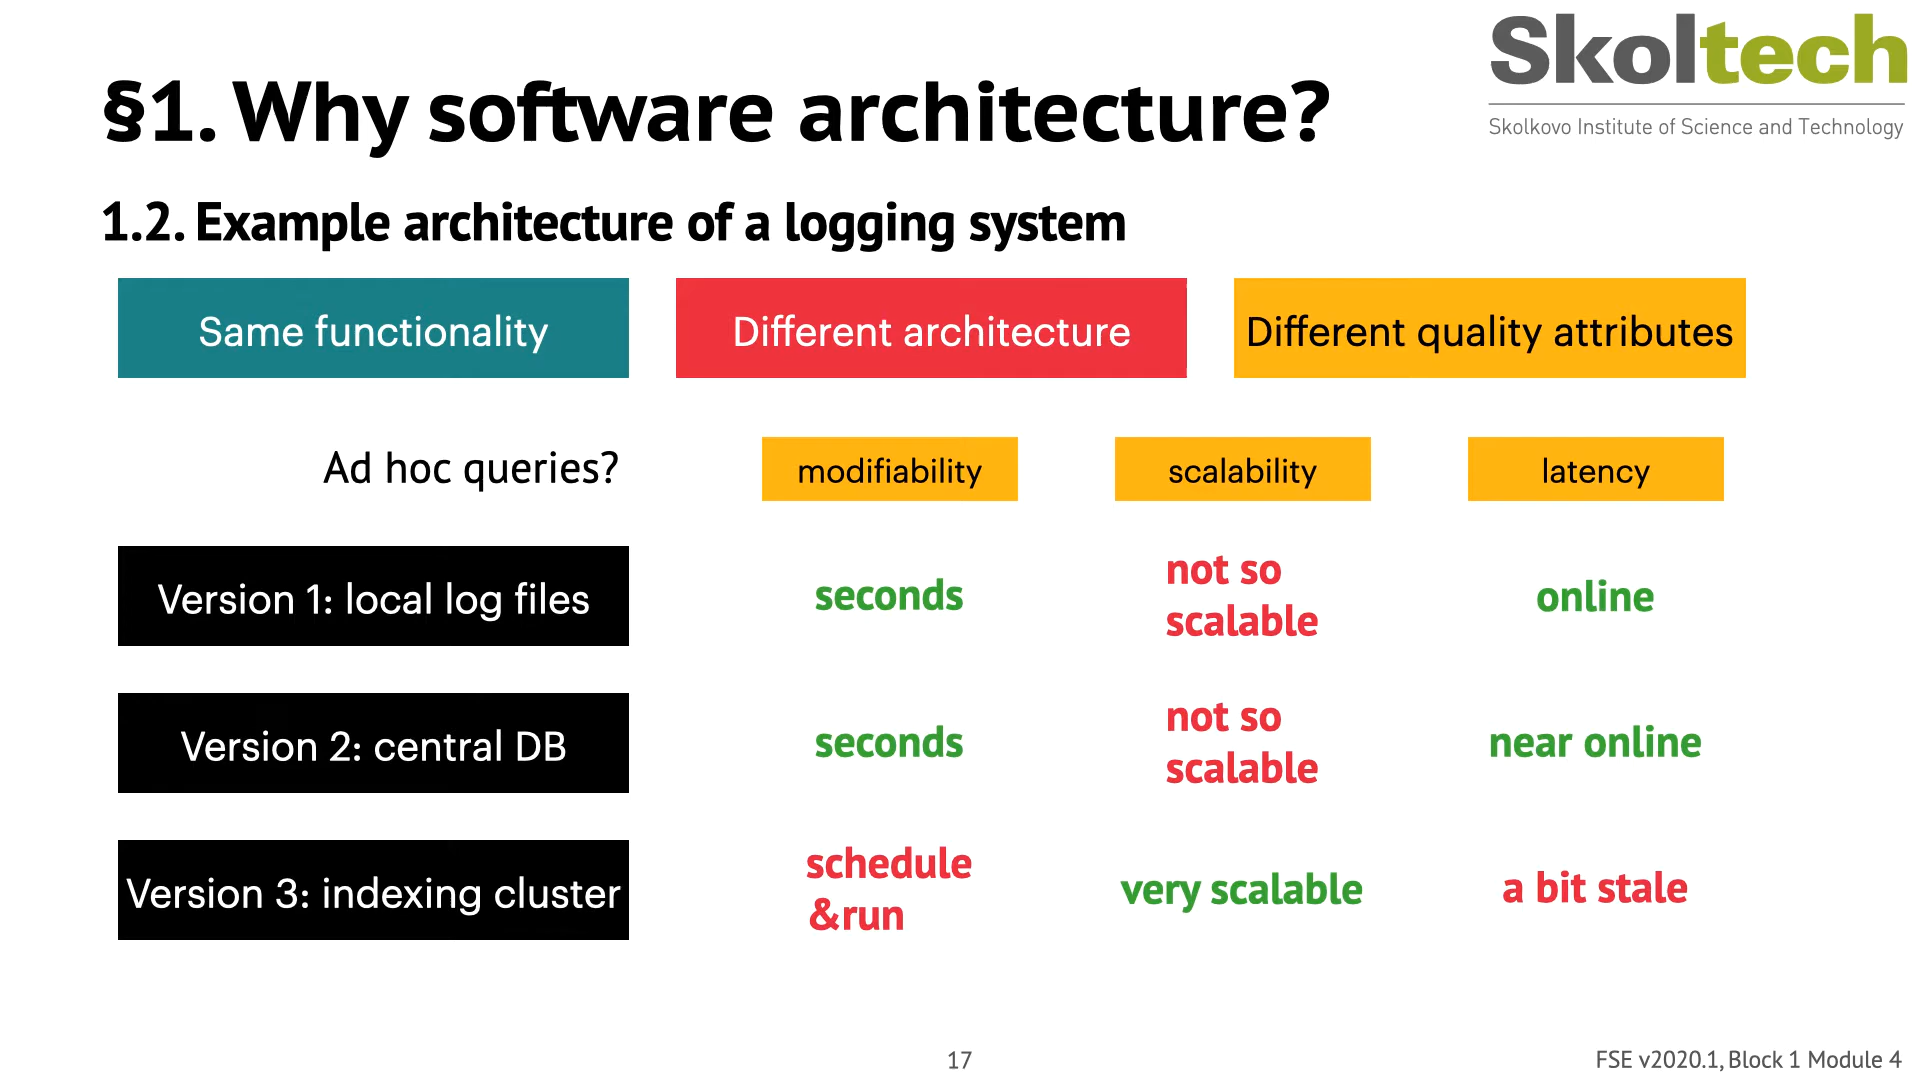 Skoltech
Skolkovo Institute of Science and Technology
§1. Why software architecture?
1.2. Example architecture of a logging system
Same functionality
Different architecture
Different quality attributes
Ad hoc queries?
modifiability
scalability
latency
Version 1: local log files
seconds
not so
scalable
online
Version 2: central DB
seconds
not so
scalable
near online
Version 3: indexing cluster
schedule
&run
very scalable
a bit stale
17
FSE v2020.1, Block 1 Module 4